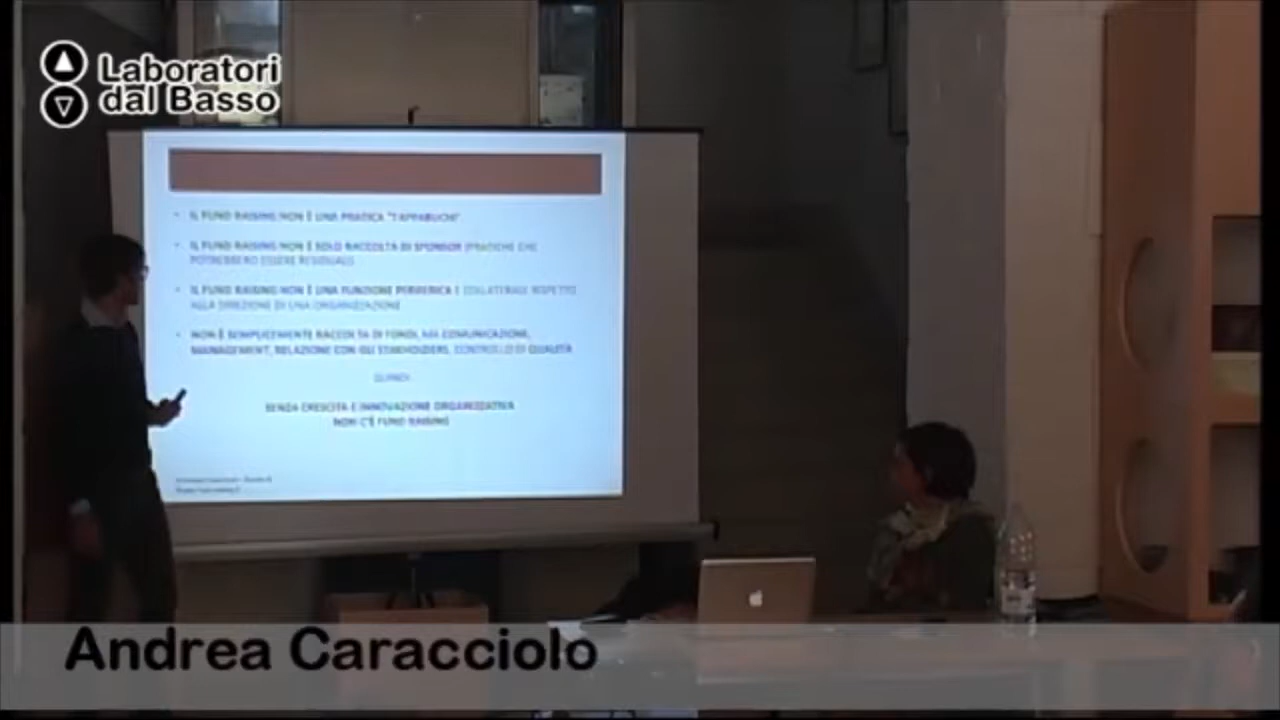 Laboratori
dal Basso
IL FUND RAISING NON È UNA PRATICA "TAPPABUCHI"
IL FUND RAISING NON È SOLO RACCOLTA DI SPONSOR (PRATICHE CHE
POTREBBERO ESSERE RESIDUALI)
IL FUND RAISING NON È UNA FUNZIONE PERIFERICA E COLLATERALE RISPETTO
ALLA DIREZIONE DI UNA ORGANIZZAZIONE
NON È SEMPLICEMENTE RACCOLTA DI FONDI, MA COMUNICAZIONE,
MANAGEMENT, RELAZIONE CON GLI STAKHOLDERS, CONTROLLO DI QUALITÀ
QUINDI
SENZA CRESCITA E INNOVAZIONE ORGANIZZATIVA
NON C'È FUND RAISING
Andrea Caracciolo